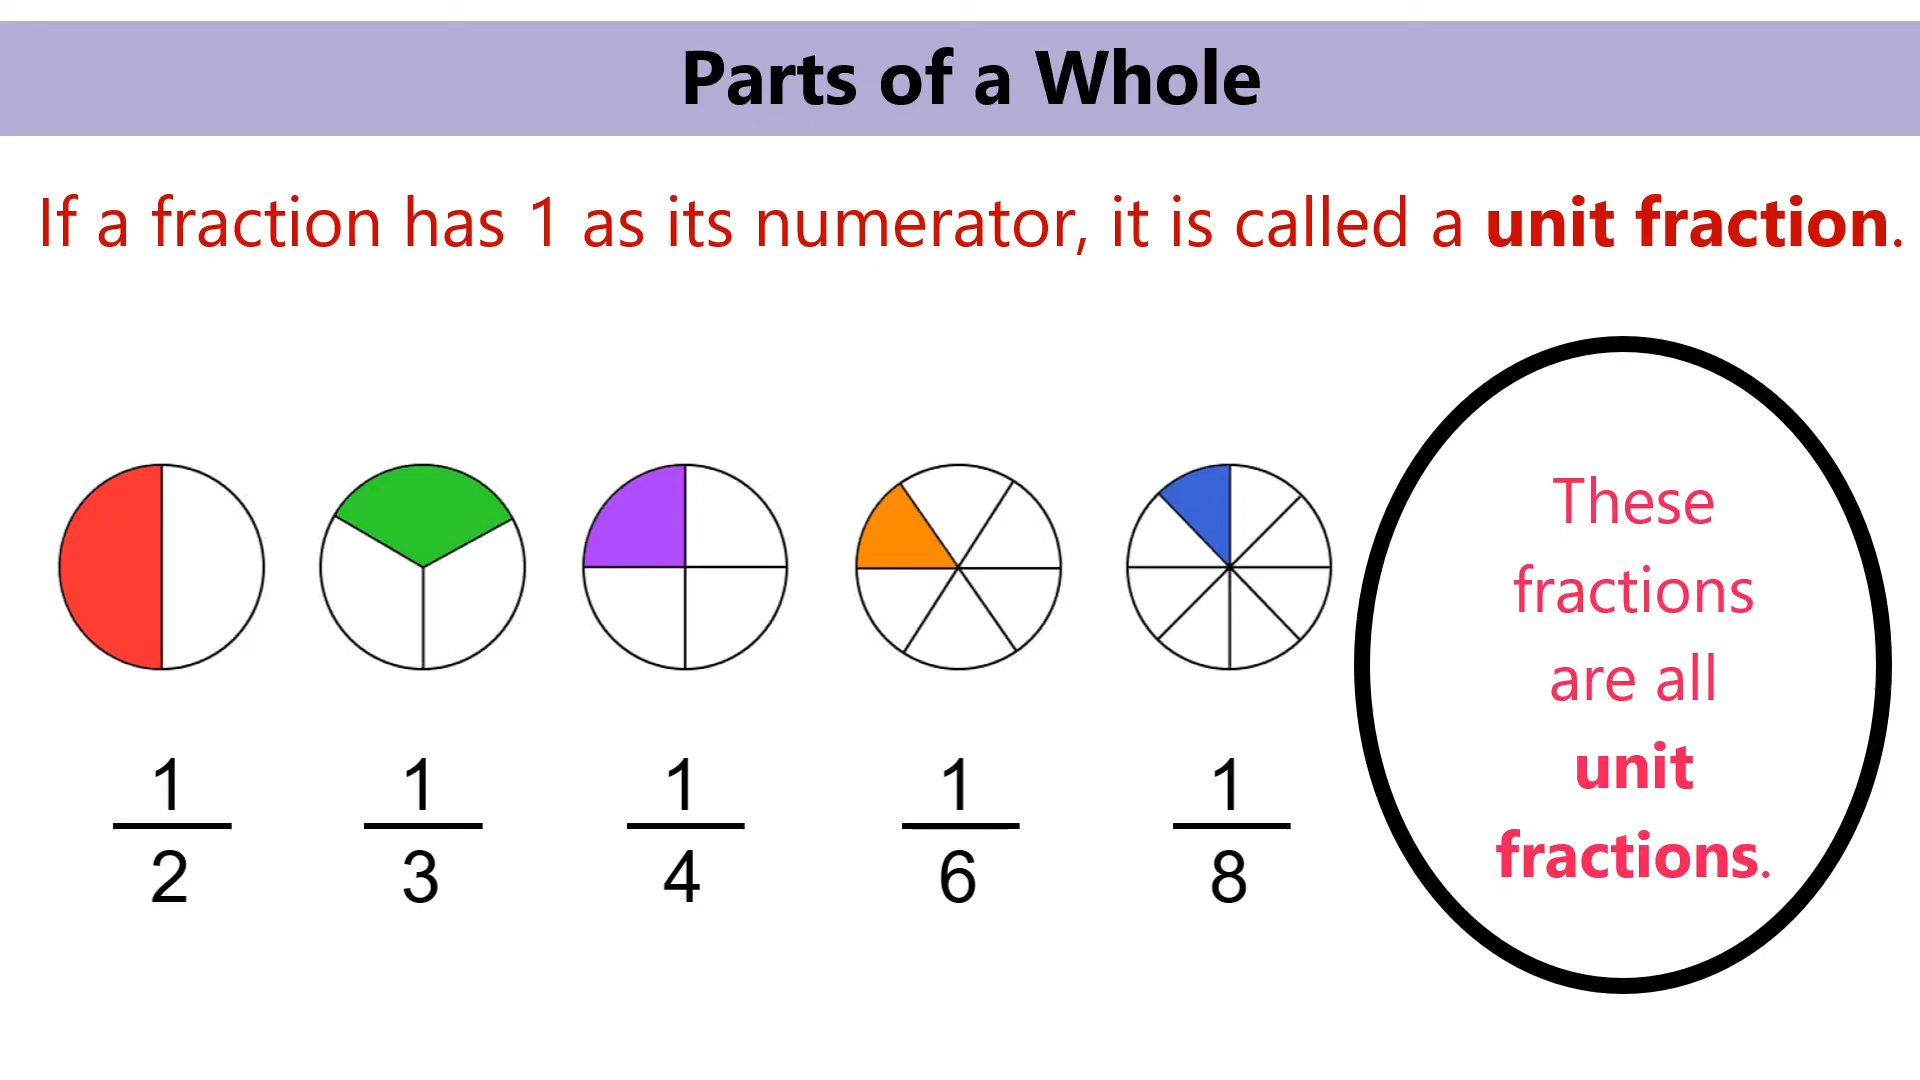 Parts of a Whole
If a fraction has 1 as its numerator, it is called a unit fraction.
These
fractions
are all
unit
fractions.
1 1 1 1 1
2 3 4 6 8